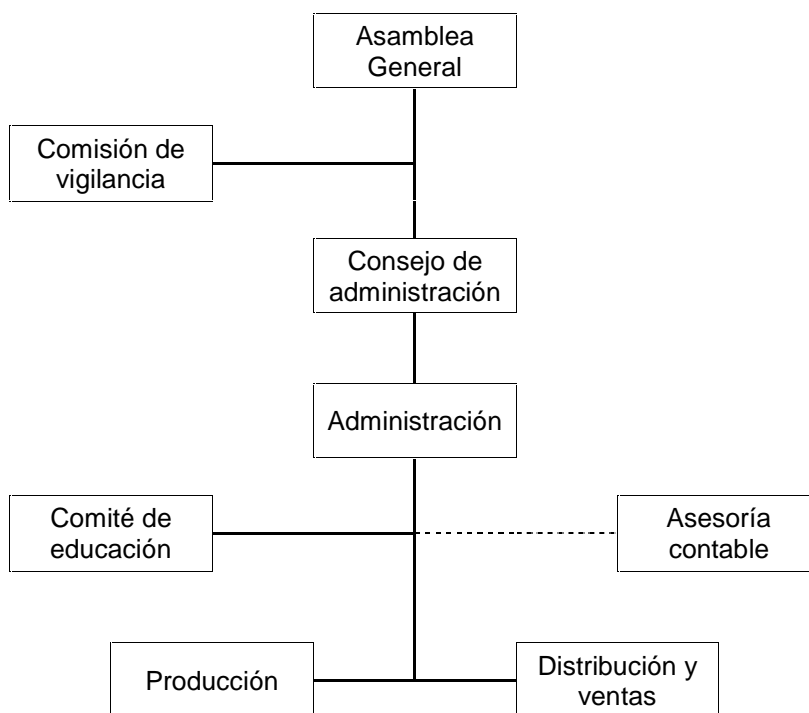 Asamblea
General
Comisión de
vigilancia
Consejo de
administración
Administración
Comité de
educación
Asesoría
contable
Producción
Distribución y
ventas